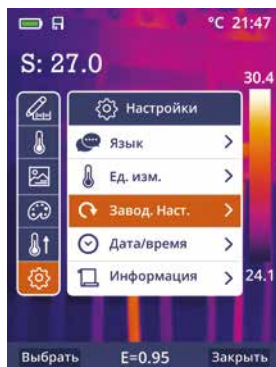 °C 21:47
S: 27.0
30.4
Настройки
Язык
Ед. изм.
Завод. Наст.
Дата/время
Информация
24.1
Выбрать E=0.95 Закрыть